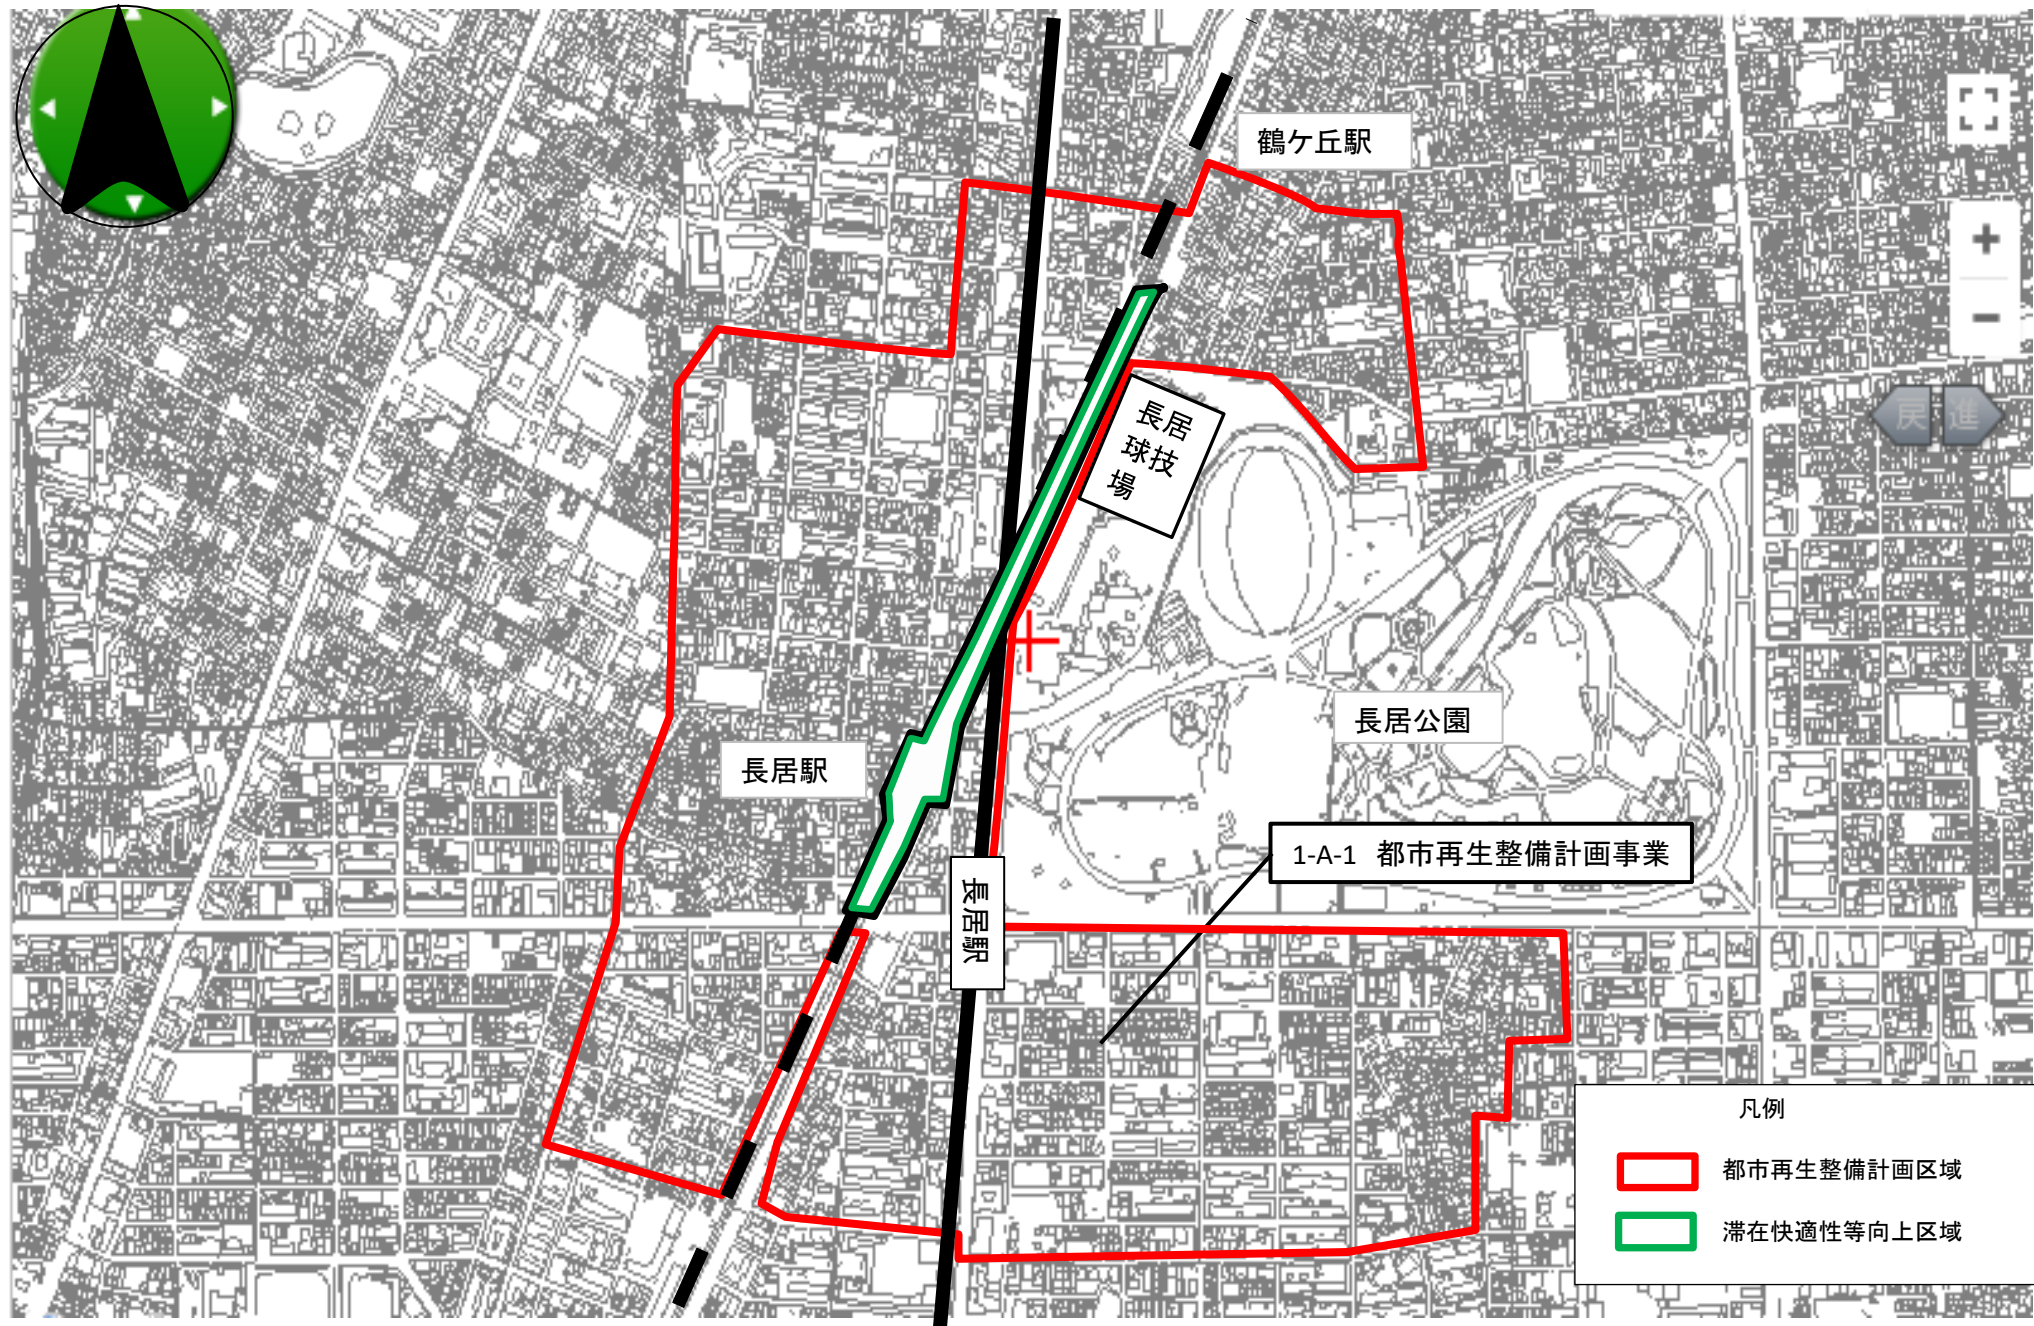 鶴ケ丘駅
+
−
戻 進
長居
球技
場
長居公園
長居駅
1-A-1 都市再生整備計画事業
長居駅
凡例
都市再生整備計画区域
滞在快適性等向上区域